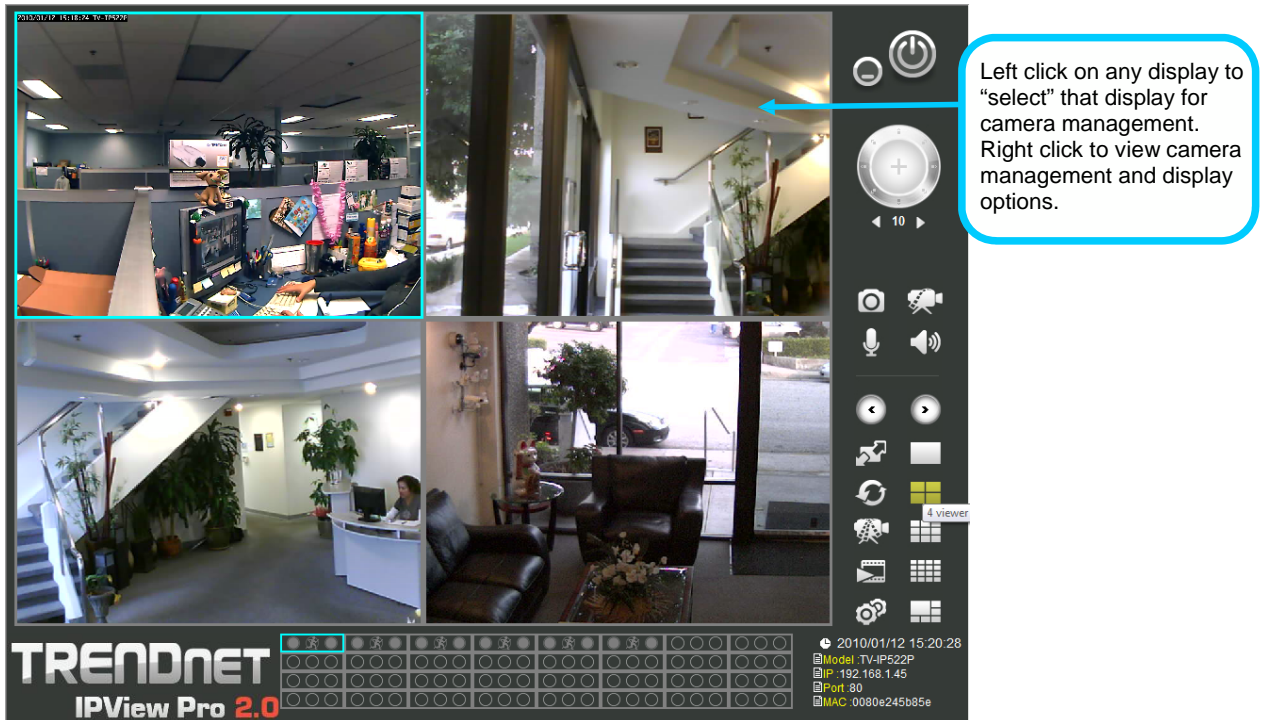 2010/01/12 15:18:24 TV-IP522P
Left click on any display to
“select” that display for
camera management.
Right click to view camera
management and display
options.
10
4 viewer
TRENDnet
IPView Pro 2.0
2010/01/12 15:20:28
Model :TV-IP522P
IP :192.168.1.45
Port :80
MAC :0080e245b85e